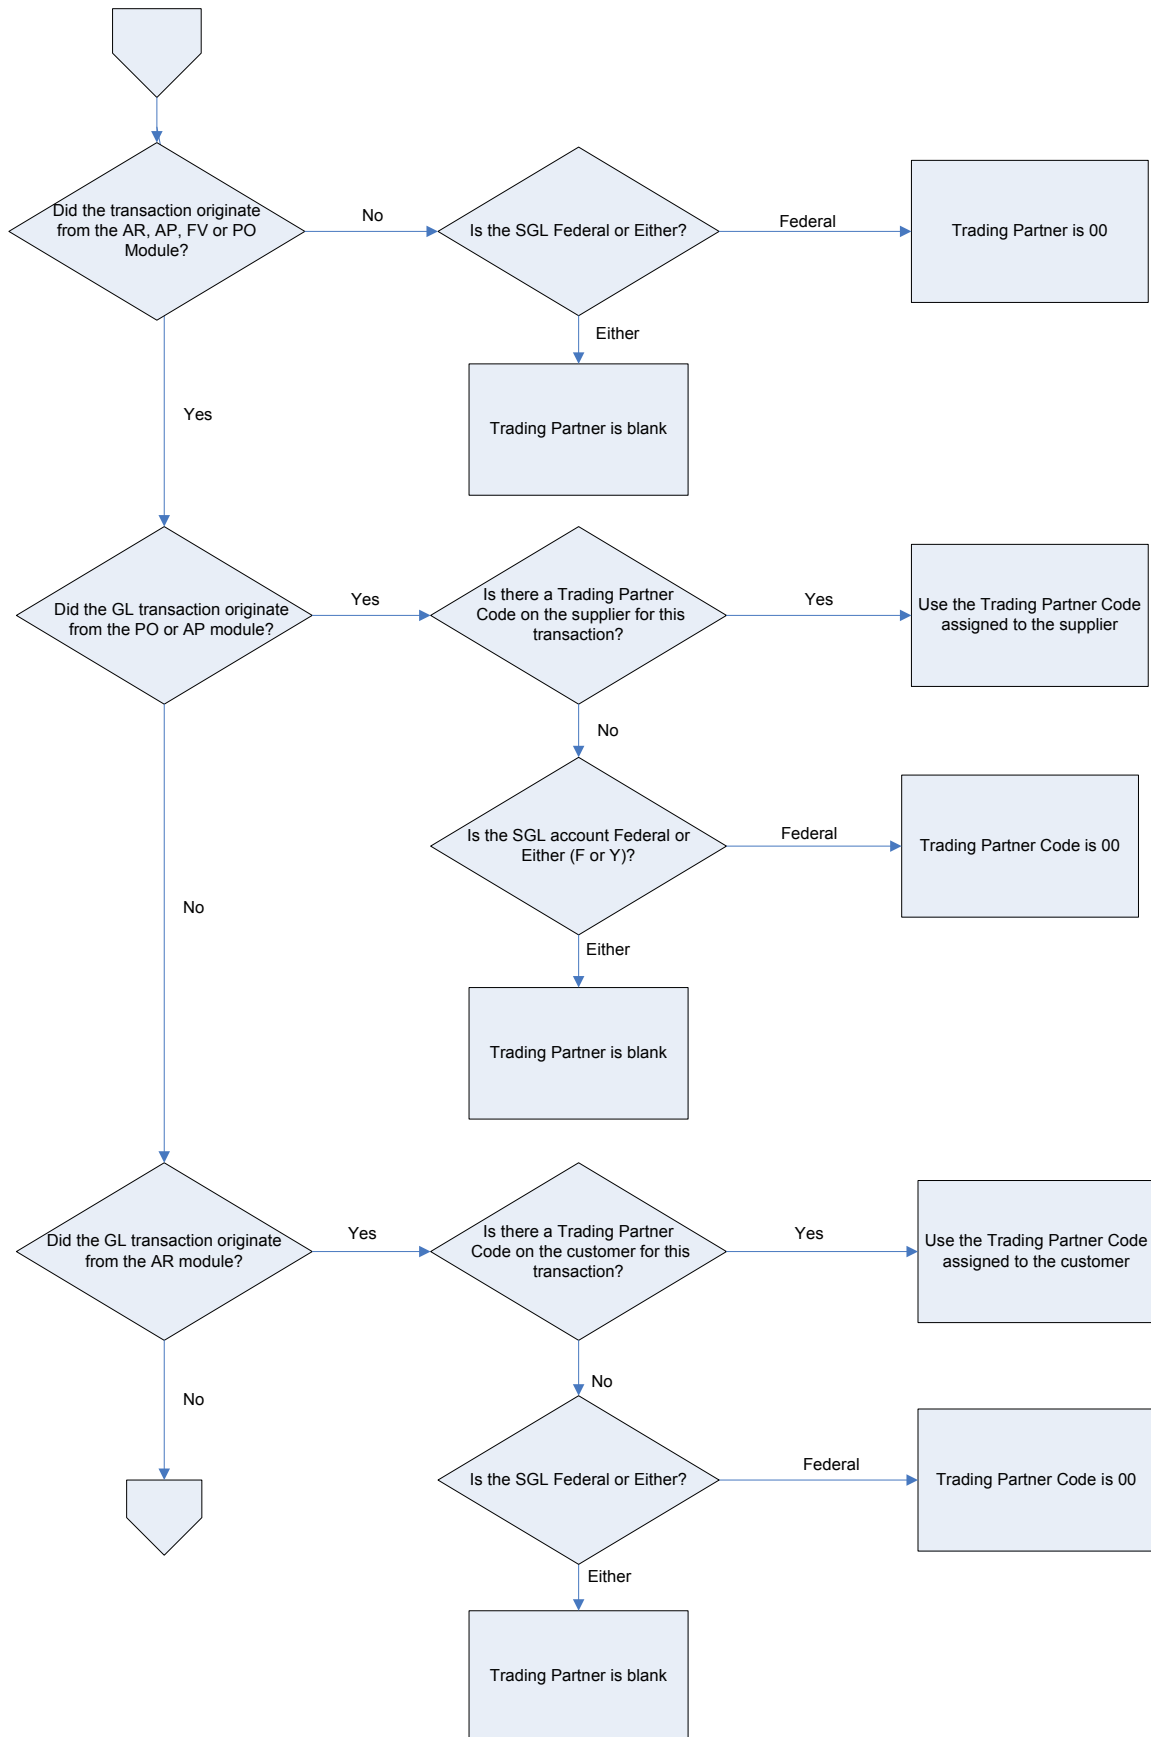 Did the transaction originate
from the AR, AP, FV or PO
Module?
No
Is the SGL Federal or Either?
Federal
Trading Partner is 00
Either
Trading Partner is blank
Yes
Did the GL transaction originate
from the PO or AP module?
Yes
Is there a Trading Partner
Code on the supplier for this
transaction?
Yes
Use the Trading Partner Code
assigned to the supplier
No
Is the SGL account Federal or
Either (F or Y)?
Federal
Trading Partner Code is 00
Either
Trading Partner is blank
No
Did the GL transaction originate
from the AR module?
Yes
Is there a Trading Partner
Code on the customer for this
transaction?
Yes
Use the Trading Partner Code
assigned to the customer
No
Is the SGL Federal or Either?
Federal
Trading Partner Code is 00
Either
Trading Partner is blank
No